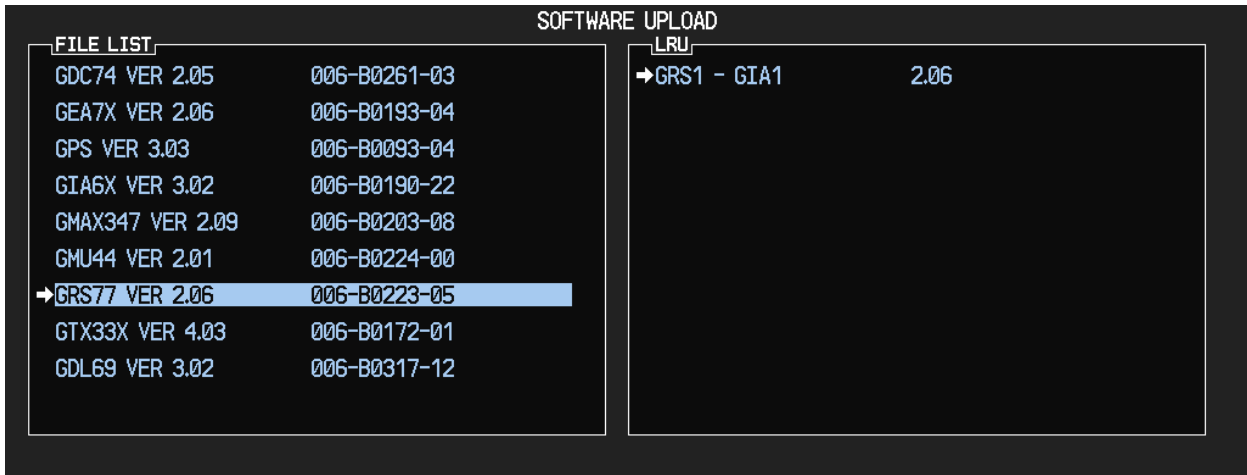 SOFTWARE UPLOAD
FILE LIST
GDC74 VER 2.05 006-B0261-03
GEA7X VER 2.06 006-B0193-04
GPS VER 3.03 006-B0093-04
GIA6X VER 3.02 006-B0190-22
GMAX347 VER 2.09 006-B0203-08
GMU44 VER 2.01 006-B0224-00
GRS77 VER 2.06 006-B0223-05
GTX33X VER 4.03 006-B0172-01
GDL69 VER 3.02 006-B0317-12
LRU
GRS1 - GIA1 2.06